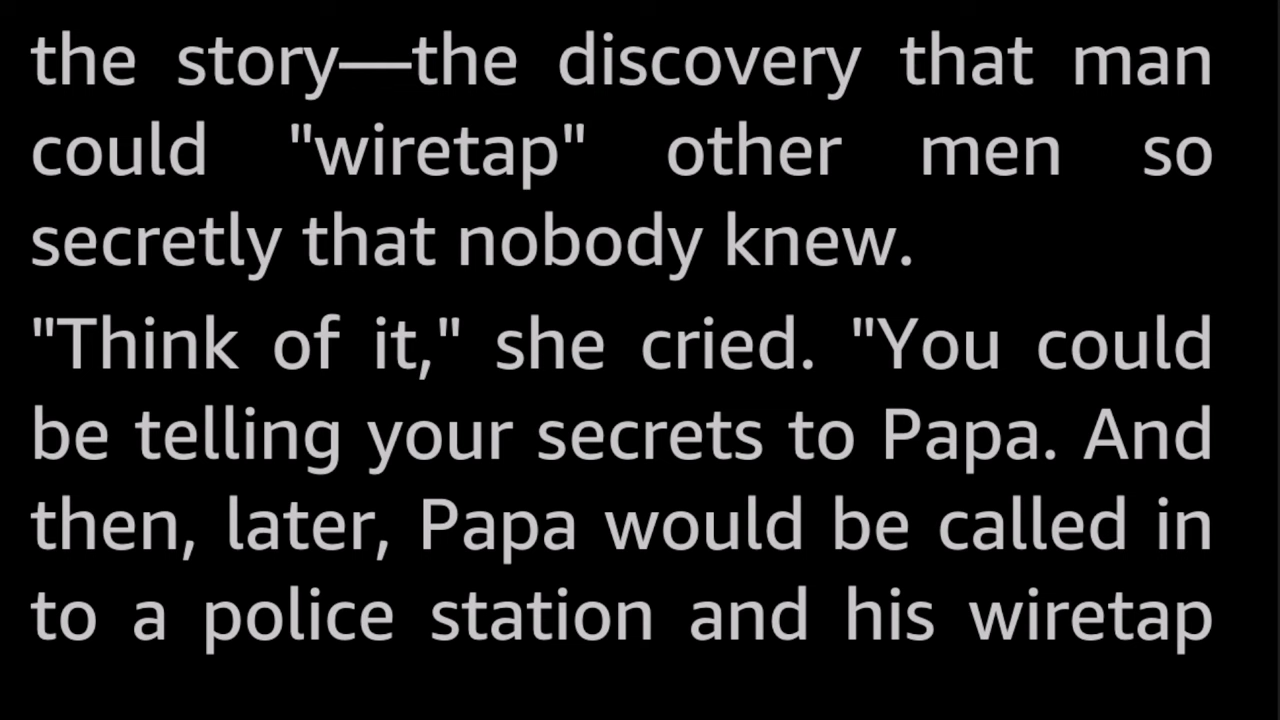 the story—the discovery that man
could "wiretap" other men so
secretly that nobody knew.
"Think of it," she cried. "You could
be telling your secrets to Papa. And
then, later, Papa would be called in
to a police station and his wiretap